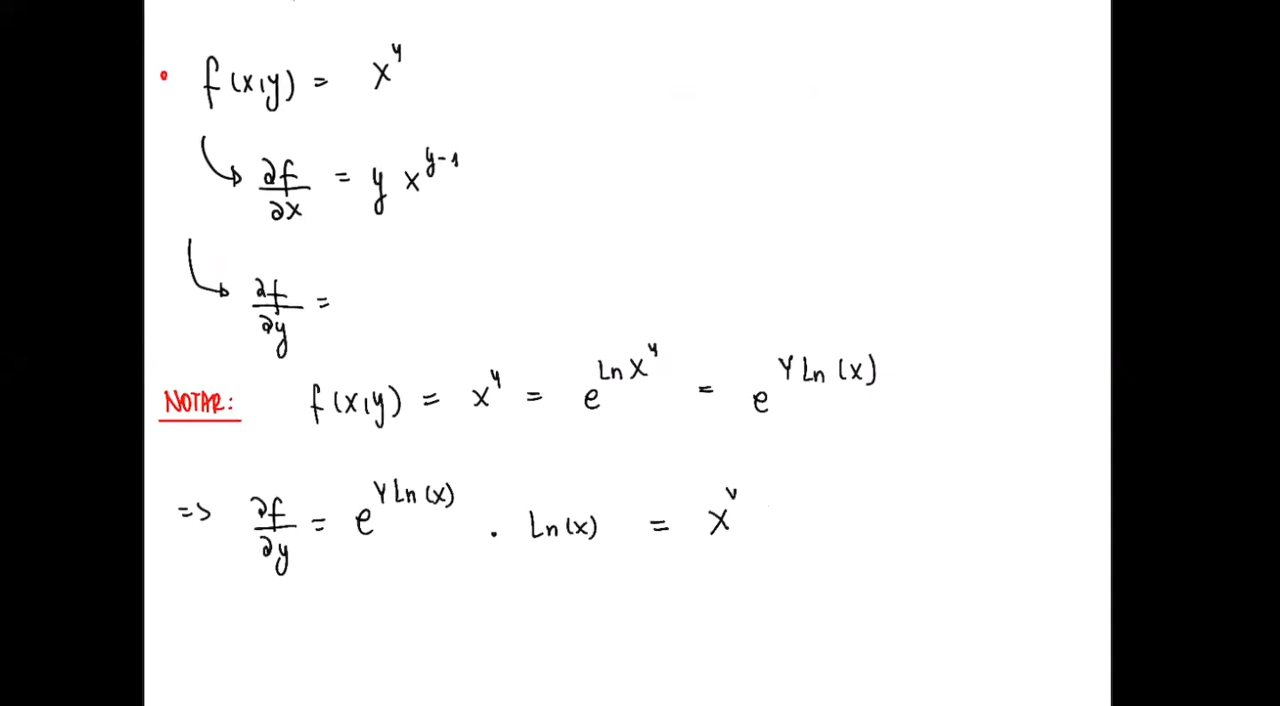 • f(x,y) = x^y
∂f/∂x = y x^{y-1}
∂f/∂y =
NOTAR: f(x,y) = x^y = e^{Ln x^y} = e^{Y Ln(x)}
=> ∂f/∂y = e^{Y Ln(x)} . Ln(x) = x^v